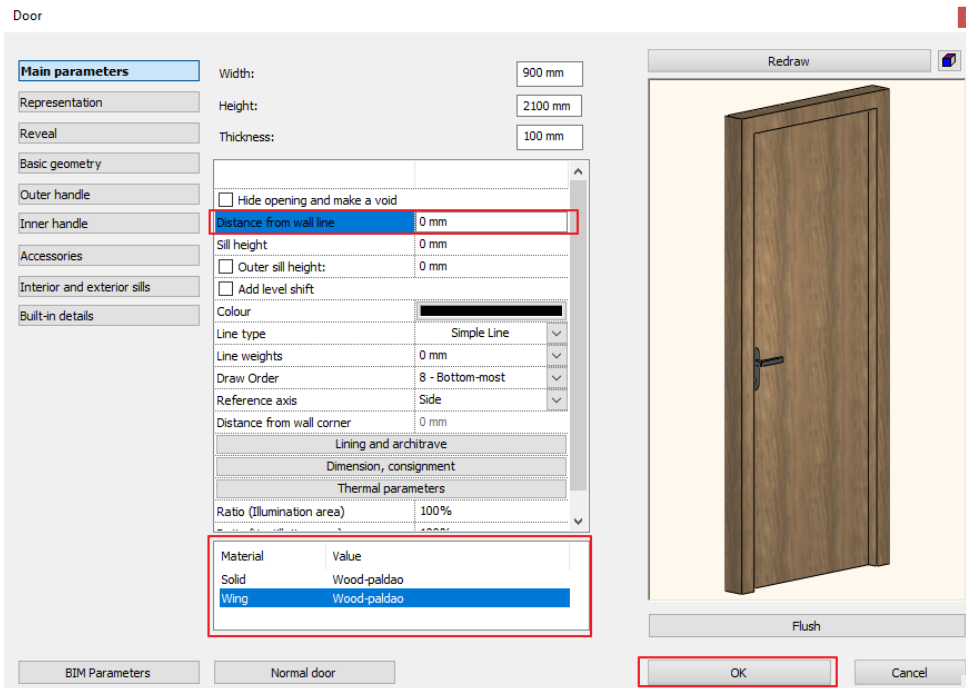 Door
Main parameters
Representation
Reveal
Basic geometry
Outer handle
Inner handle
Accessories
Interior and exterior sills
Built-in details
Width: 900 mm
Height: 2100 mm
Thickness: 100 mm
Hide opening and make a void
Distance from wall line 0 mm
Sill height 0 mm
Outer sill height: 0 mm
Add level shift
Colour
Line type Simple Line
Line weights 0 mm
Draw Order 8 - Bottom-most
Reference axis Side
Distance from wall corner 0 mm
Lining and architrave
Dimension, consignment
Thermal parameters
Ratio (Illumination area) 100%
Material Value
Solid Wood-paldao
Wing Wood-paldao
Redraw
Flush
BIM Parameters
Normal door
OK
Cancel